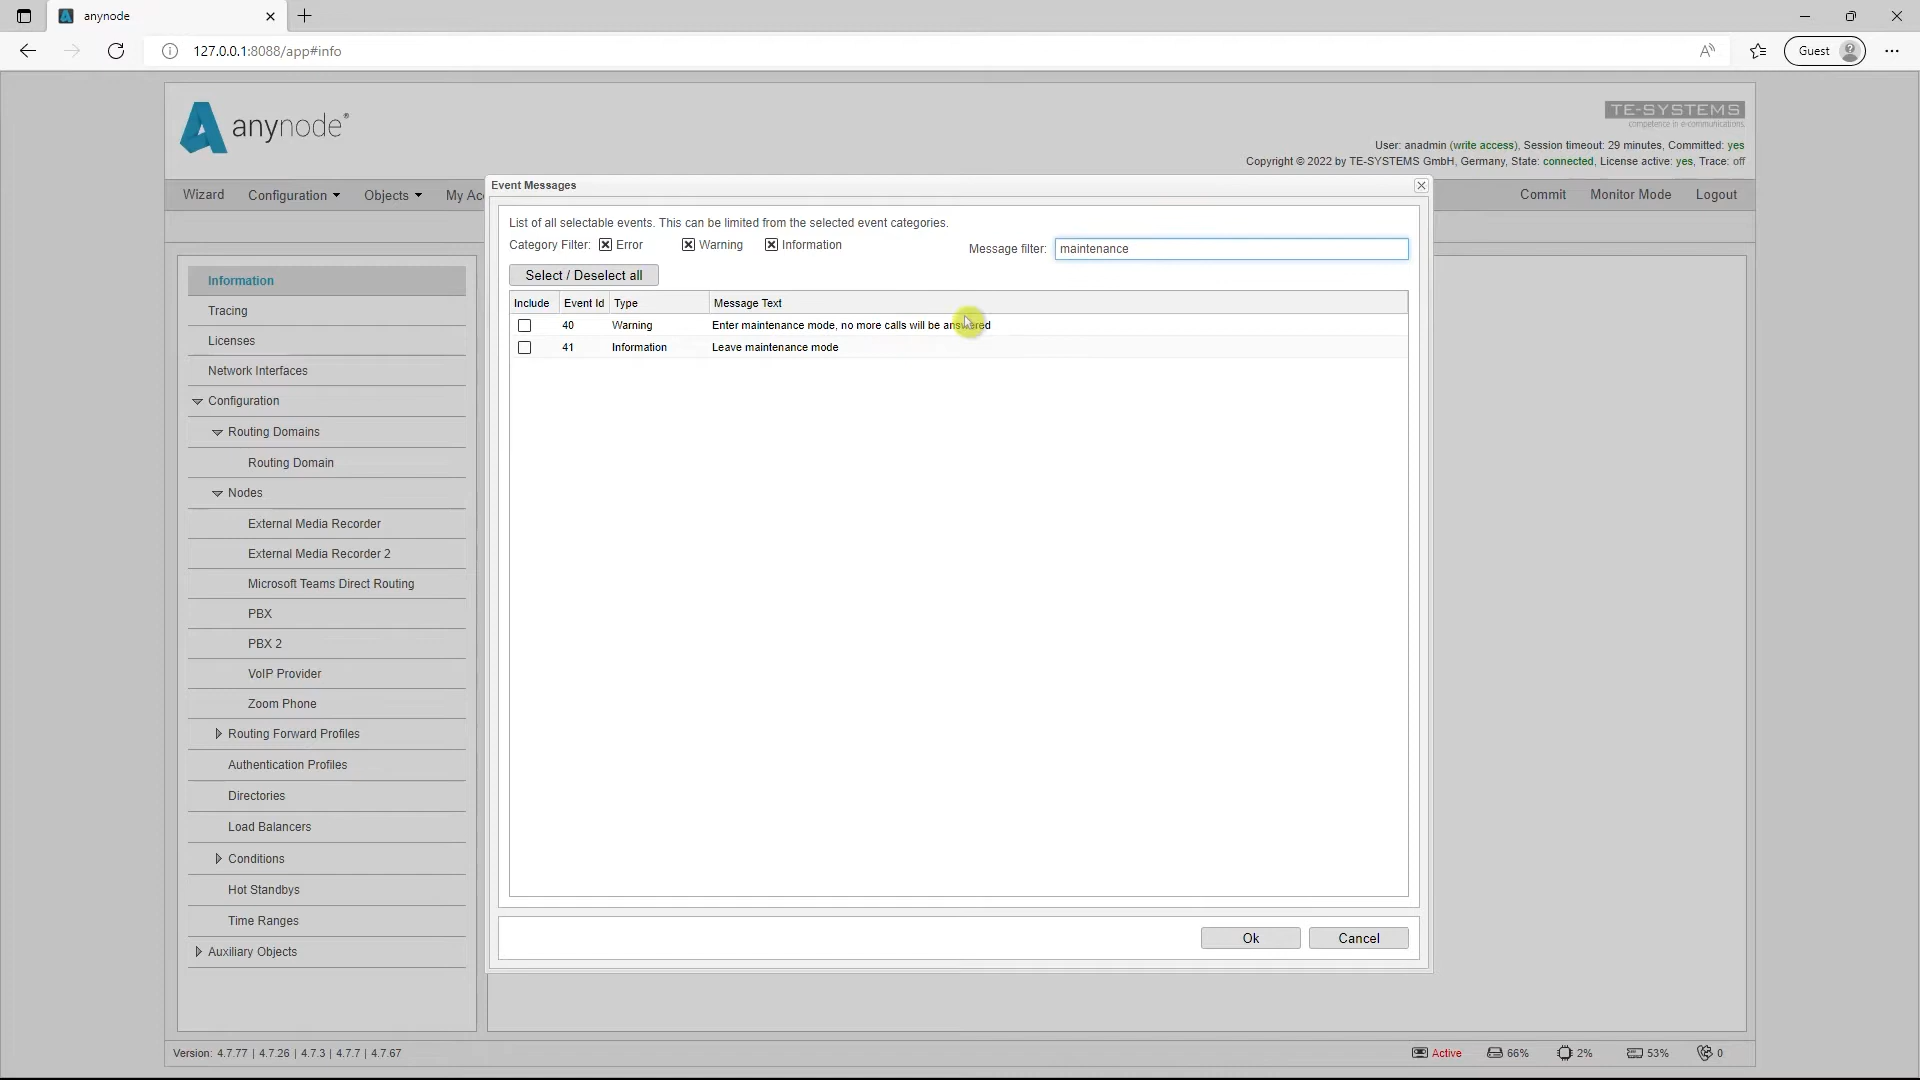 anynode
127.0.0.1:8088/app#info
Guest
anynode®
TE-SYSTEMS
competence in e-communications.
User: anadmin (write access), Session timeout: 29 minutes, Committed: yes
Copyright © 2022 by TE-SYSTEMS GmbH, Germany, State: connected, License active: yes, Trace: off
Wizard Configuration Objects My Ac Commit Monitor Mode Logout
Event Messages
List of all selectable events. This can be limited from the selected event categories.
Category Filter: Error Warning Information
Message filter: maintenance
Select / Deselect all
Include Event Id Type Message Text
40 Warning Enter maintenance mode, no more calls will be answered
41 Information Leave maintenance mode
Ok Cancel
Information
Tracing
Licenses
Network Interfaces
Configuration
Routing Domains
Routing Domain
Nodes
External Media Recorder
External Media Recorder 2
Microsoft Teams Direct Routing
PBX
PBX 2
VoIP Provider
Zoom Phone
Routing Forward Profiles
Authentication Profiles
Directories
Load Balancers
Conditions
Hot Standbys
Time Ranges
Auxiliary Objects
Version: 4.7.77 | 4.7.26 | 4.7.3 | 4.7.7 | 4.7.67
Active 66% 2% 53% 0